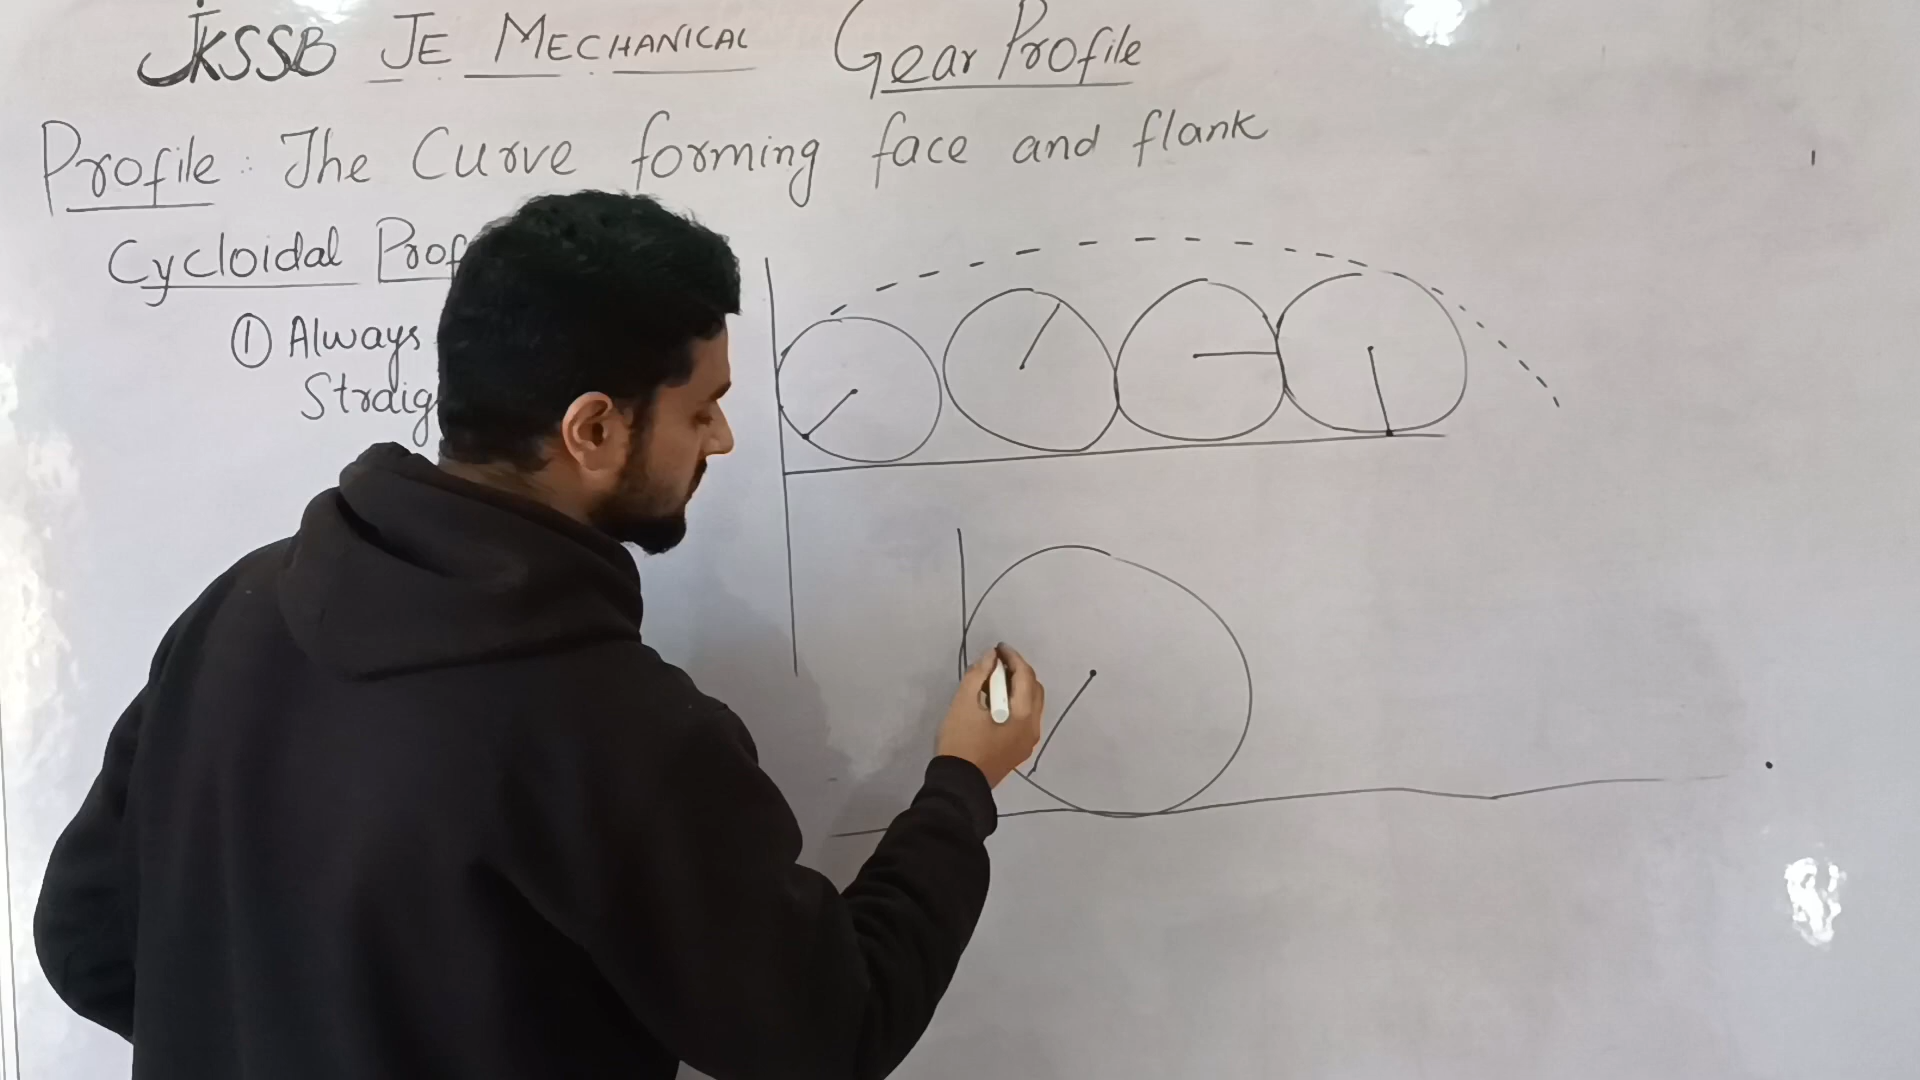 JKSSB JE MECHANICAL Gear Profile
Profile: The Curve forming face and flank
Cycloidal Prof
① Always
Straig